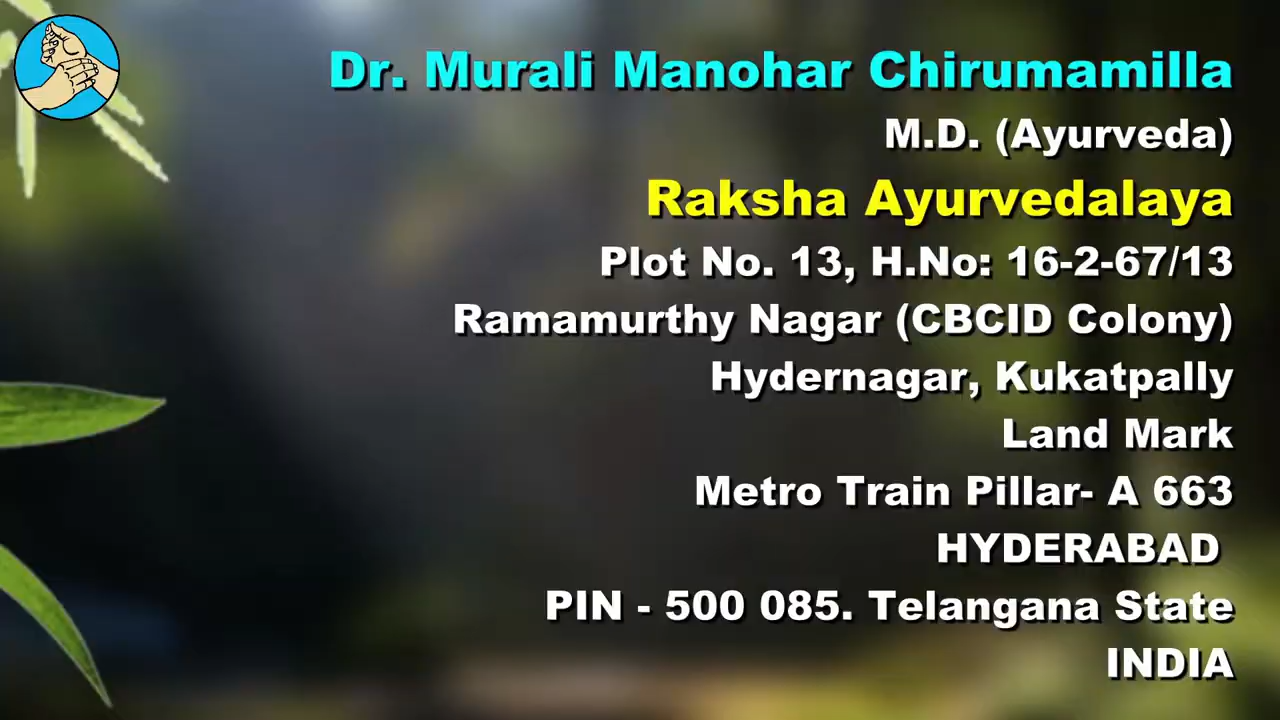 Dr. Murali Manohar Chirumamilla
M.D. (Ayurveda)
Raksha Ayurvedalaya
Plot No. 13, H.No: 16-2-67/13
Ramamurthy Nagar (CBCID Colony)
Hydernagar, Kukatpally
Land Mark
Metro Train Pillar- A 663
HYDERABAD
PIN - 500 085. Telangana State
INDIA